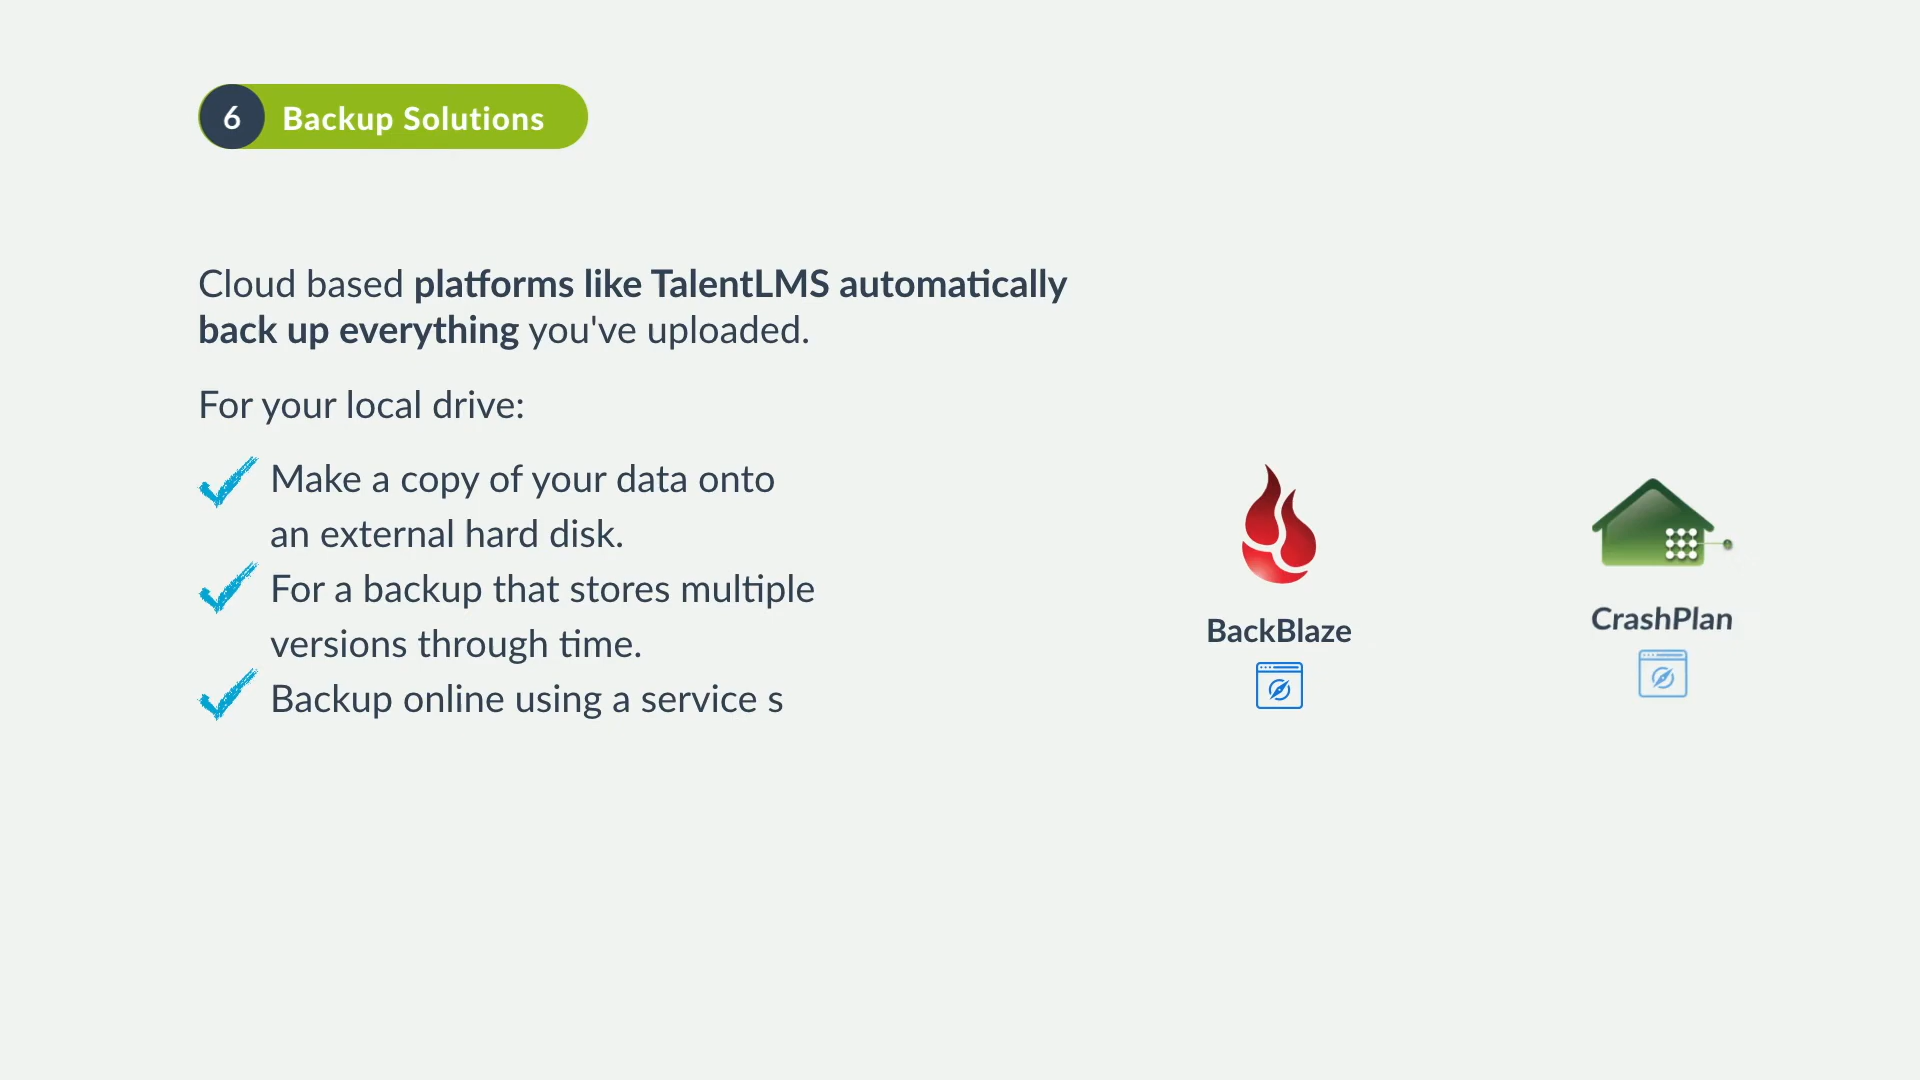 6 Backup Solutions
Cloud based platforms like TalentLMS automatically
back up everything you've uploaded.
For your local drive:
Make a copy of your data onto
an external hard disk.
For a backup that stores multiple
versions through time.
Backup online using a service s
BackBlaze
CrashPlan